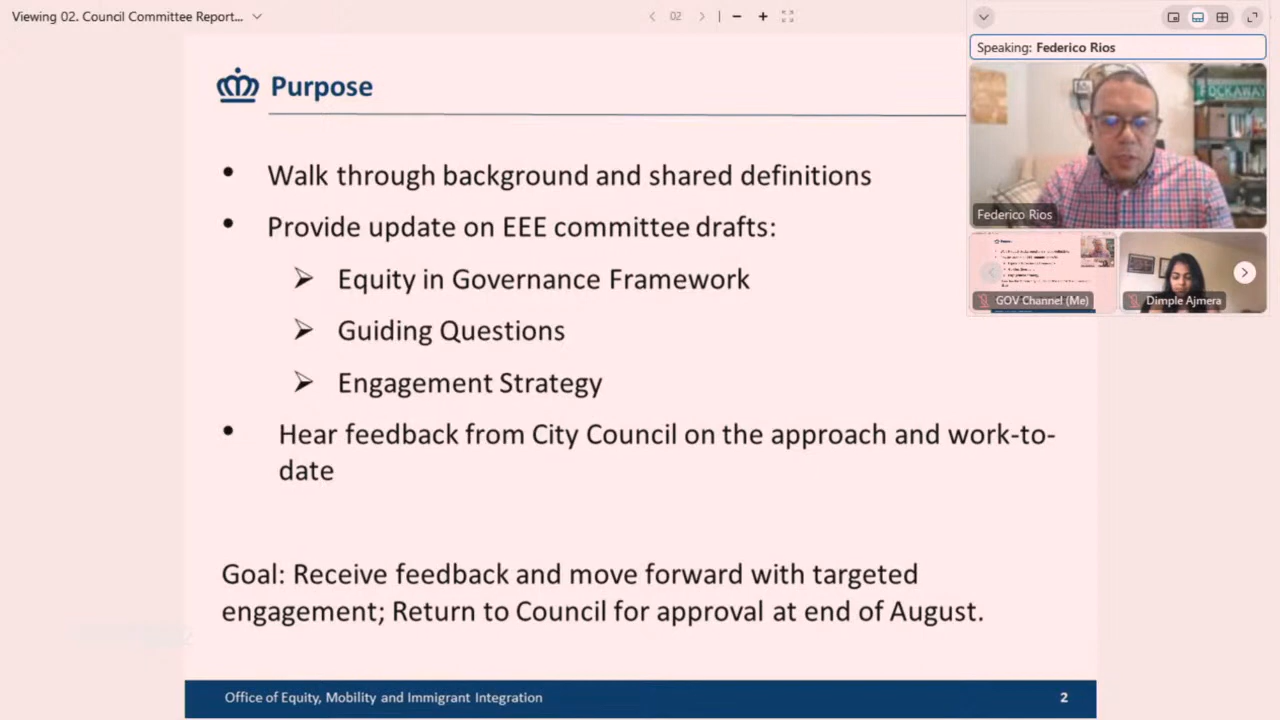 Viewing 02. Council Committee Report...
02
Speaking: Federico Rios
Purpose
Walk through background and shared definitions
Provide update on EEE committee drafts:
Equity in Governance Framework
Guiding Questions
Engagement Strategy
Hear feedback from City Council on the approach and work-to-
date
Goal: Receive feedback and move forward with targeted
engagement; Return to Council for approval at end of August.
Office of Equity, Mobility and Immigrant Integration
2
OCKAWAY
Federico Rios
GOV Channel (Me)
Dimple Ajmera